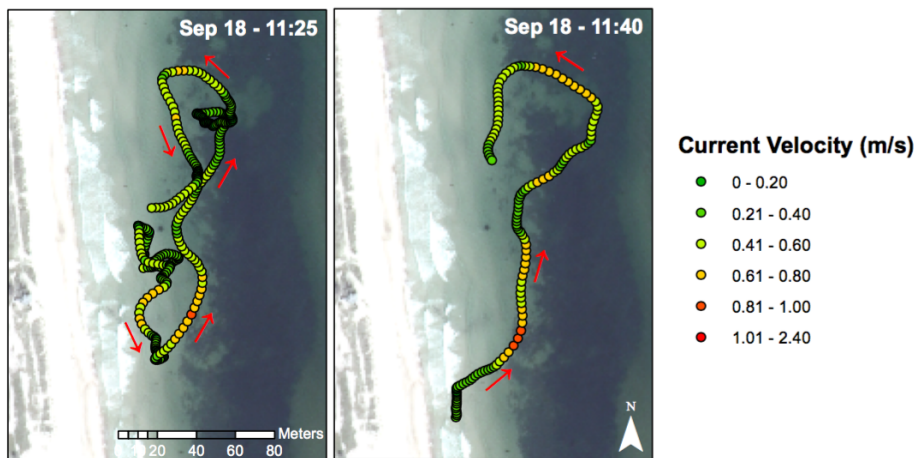 Sep 18 - 11:25
Sep 18 - 11:40
Current Velocity (m/s)
0 - 0.20
0.21 - 0.40
0.41 - 0.60
0.61 - 0.80
0.81 - 1.00
1.01 - 2.40
N
Meters
0 20 40 60 80